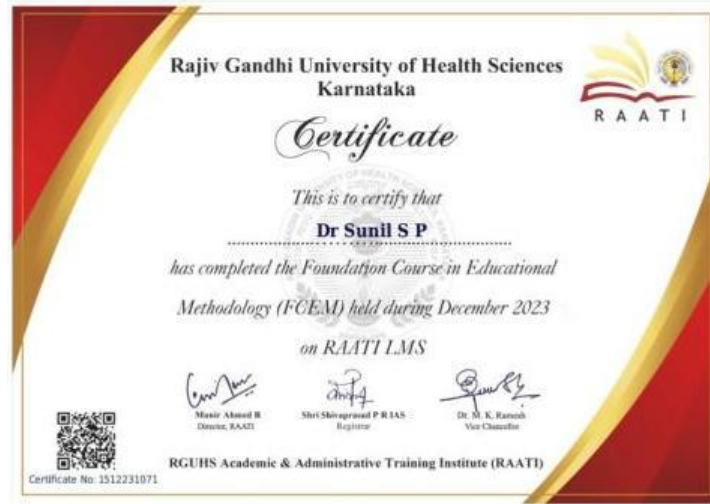 Rajiv Gandhi University of Health Sciences
Karnataka
RAATI
Certificate
This is to certify that
Dr Sunil S P
has completed the Foundation Course in Educational
Methodology (FCEM) held during December 2023
on RAATI LMS
Munir Ahmed R
Director, RAATI
Shri Shivaprasad P R IAS
Registrar
Dr. M. K. Ramesh
Vice Chancellor
RGUHS Academic & Administrative Training Institute (RAATI)
Certificate No: 1512231071